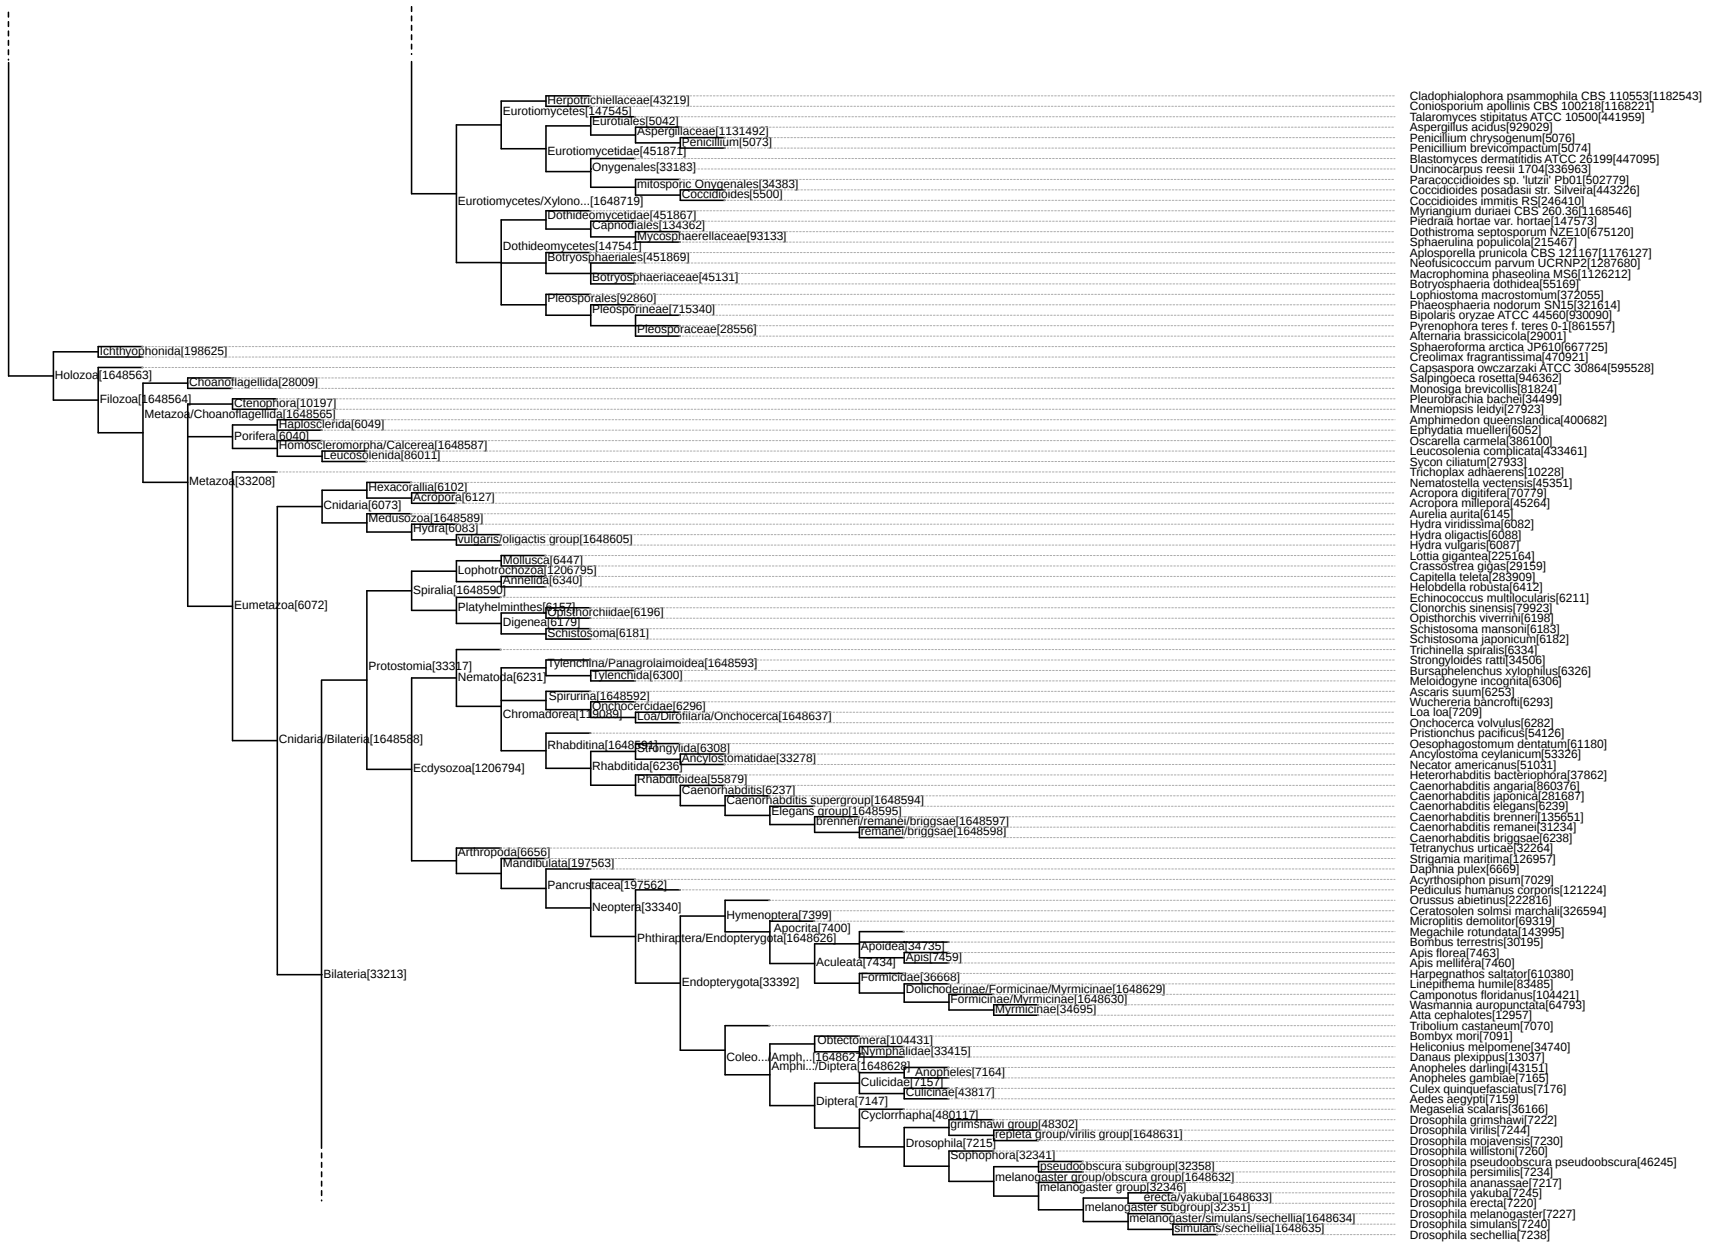 Herpotrichiellaceae[43219]
Eurotiomycetes[147545]
Eurotiales[5042]
Aspergillaceae[1131492]
Penicillium[5073]
Eurotiomycetidae[451871]
Onygenales[33183]
mitosporic Onygenales[34383]
Coccidioides[5500]
Eurotiomycetes/Xylono...[1648719]
Dothideomycetidae[451867]
Capnodiales[134362]
Mycosphaerellaceae[93133]
Dothideomycetes[147541]
Botryosphaeriales[451869]
Botryosphaeriaceae[45131]
Pleosporales[92860]
Pleosporineae[715340]
Pleosporaceae[28556]
Ichthyophonida[198625]
Holozoa[1648563]
Choanoflagellida[28009]
Filozoa[1648564]
Ctenophora[10197]
Metazoa/Choanoflagellida[1648565]
Haplosclerida[6049]
Porifera[6040]
Homoscleromorpha/Calcerea[1648587]
Leucosolenida[86011]
Metazoa[33208]
Hexacorallia[6102]
Acropora[6127]
Cnidaria[6073]
Medusozoa[1648589]
Hydra[6083]
vulgaris/oligactis group[1648605]
Mollusca[6447]
Lophotrochozoa[1206795]
Annelida[6340]
Spiralia[1648590]
Eumetazoa[6072]
Platyhelminthes[6157]
Opisthorchiidae[6196]
Digenea[6179]
Schistosoma[6181]
Tylenchina/Panagrolaimoidea[1648593]
Protostomia[33317]
Nematoda[6231]
Tylenchida[6300]
Spirurina[1648592]
Onchocercidae[6296]
Chromadorea[119089]
Loa/Dirofilaria/Onchocerca[1648637]
Cnidaria/Bilateria[1648588]
Rhabditina[1648591]
Strongylida[6308]
Ancylostomatidae[33278]
Ecdysozoa[1206794]
Rhabditida[6236]
Rhabditoidea[55879]
Caenorhabditis[6237]
Caenorhabditis supergroup[1648594]
Elegans group[1648595]
brenneri/remanei/briggsae[1648597]
remanei/briggsae[1648598]
Arthropoda[6656]
Mandibulata[197563]
Pancrustacea[197562]
Neoptera[33340]
Hymenoptera[7399]
Apocrita[7400]
Phthiraptera/Endopterygota[1648626]
Apoidea[34735]
Apis[7459]
Aculeata[7434]
Bilateria[33213]
Formicidae[36668]
Endopterygota[33392]
Dolichoderinae/Formicinae/Myrmicinae[1648629]
Formicinae/Myrmicinae[1648630]
Myrmicinae[34695]
Obtectomera[104431]
Nymphalidae[33415]
Coleo.../Amph...[1648627]
Amphi.../Diptera[1648628]
Anopheles[7164]
Culicidae[7157]
Culicinae[43817]
Diptera[7147]
Cyclorrhapha[480117]
grimshawi group[48302]
repleta group/virilis group[1648631]
Drosophila[7215]
Sophophora[32341]
pseudoobscura subgroup[32358]
melanogaster group/obscura group[1648632]
melanogaster group[32346]
erecta/yakuba[1648633]
melanogaster subgroup[32351]
melanogaster/simulans/sechellia[1648634]
simulans/sechellia[1648635]
Cladophialophora psammophila CBS 110553[1182543]
Coniosporium apollinis CBS 100218[1168221]
Talaromyces stipitatus ATCC 10500[441959]
Aspergillus acidus[929029]
Penicillium chrysogenum[5076]
Penicillium brevicompactum[5074]
Blastomyces dermatitidis ATCC 26199[447095]
Uncinocarpus reesii 1704[336963]
Paracoccidioides sp. 'lutzii' Pb01[502779]
Coccidioides posadasii str. Silveira[443226]
Coccidioides immitis RS[246410]
Myriangium duriaei CBS 260.36[1168546]
Piedraia hortae var. hortae[147573]
Dothistroma septosporum NZE10[675120]
Sphaerulina populicola[215467]
Aplosporella prunicola CBS 121167[1176127]
Neofusicoccum parvum UCRNP2[1287680]
Macrophomina phaseolina MS6[1126212]
Botryosphaeria dothidea[55169]
Lophiostoma macrostomum[372055]
Phaeosphaeria nodorum SN15[321614]
Bipolaris oryzae ATCC 44560[930090]
Pyrenophora teres f. teres 0-1[861557]
Alternaria brassicicola[29001]
Sphaeroforma arctica JP610[667725]
Creolimax fragrantissima[470921]
Capsaspora owczarzaki ATCC 30864[595528]
Salpingoeca rosetta[946362]
Monosiga brevicollis[81824]
Pleurobrachia bachei[34499]
Mnemiopsis leidyi[27923]
Amphimedon queenslandica[400682]
Ephydatia muelleri[6052]
Oscarella carmela[386100]
Leucosolenia complicata[433461]
Sycon ciliatum[27933]
Trichoplax adhaerens[10228]
Nematostella vectensis[45351]
Acropora digitifera[70779]
Acropora millepora[45264]
Aurelia aurita[6145]
Hydra viridissima[6082]
Hydra oligactis[6088]
Hydra vulgaris[6087]
Lottia gigantea[225164]
Crassostrea gigas[29159]
Capitella teleta[283909]
Helobdella robusta[6412]
Echinococcus multilocularis[6211]
Clonorchis sinensis[79923]
Opisthorchis viverrini[6198]
Schistosoma mansoni[6183]
Schistosoma japonicum[6182]
Trichinella spiralis[6334]
Strongyloides ratti[34506]
Bursaphelenchus xylophilus[6326]
Meloidogyne incognita[6306]
Ascaris suum[6253]
Wuchereria bancrofti[6293]
Loa loa[7209]
Onchocerca volvulus[6282]
Pristionchus pacificus[54126]
Oesophagostomum dentatum[61180]
Ancylostoma ceylanicum[53326]
Necator americanus[51031]
Heterorhabditis bacteriophora[37862]
Caenorhabditis angaria[860376]
Caenorhabditis japonica[281687]
Caenorhabditis elegans[6239]
Caenorhabditis brenneri[135651]
Caenorhabditis remanei[31234]
Caenorhabditis briggsae[6238]
Tetranychus urticae[32264]
Strigamia maritima[126957]
Daphnia pulex[6669]
Acyrthosiphon pisum[7029]
Pediculus humanus corporis[121224]
Orussus abietinus[222816]
Ceratosolen solmsi marchali[326594]
Microplitis demolitor[69319]
Megachile rotundata[143995]
Bombus terrestris[30195]
Apis florea[7463]
Apis mellifera[7460]
Harpegnathos saltator[610380]
Linepithema humile[83485]
Camponotus floridanus[104421]
Wasmannia auropunctata[64793]
Atta cephalotes[12957]
Tribolium castaneum[7070]
Bombyx mori[7091]
Heliconius melpomene[34740]
Danaus plexippus[13037]
Anopheles darlingi[43151]
Anopheles gambiae[7165]
Culex quinquefasciatus[7176]
Aedes aegypti[7159]
Megaselia scalaris[36166]
Drosophila grimshawi[7222]
Drosophila virilis[7244]
Drosophila mojavensis[7230]
Drosophila willistoni[7260]
Drosophila pseudoobscura pseudoobscura[46245]
Drosophila persimilis[7234]
Drosophila ananassae[7217]
Drosophila yakuba[7245]
Drosophila erecta[7220]
Drosophila melanogaster[7227]
Drosophila simulans[7240]
Drosophila sechellia[7238]